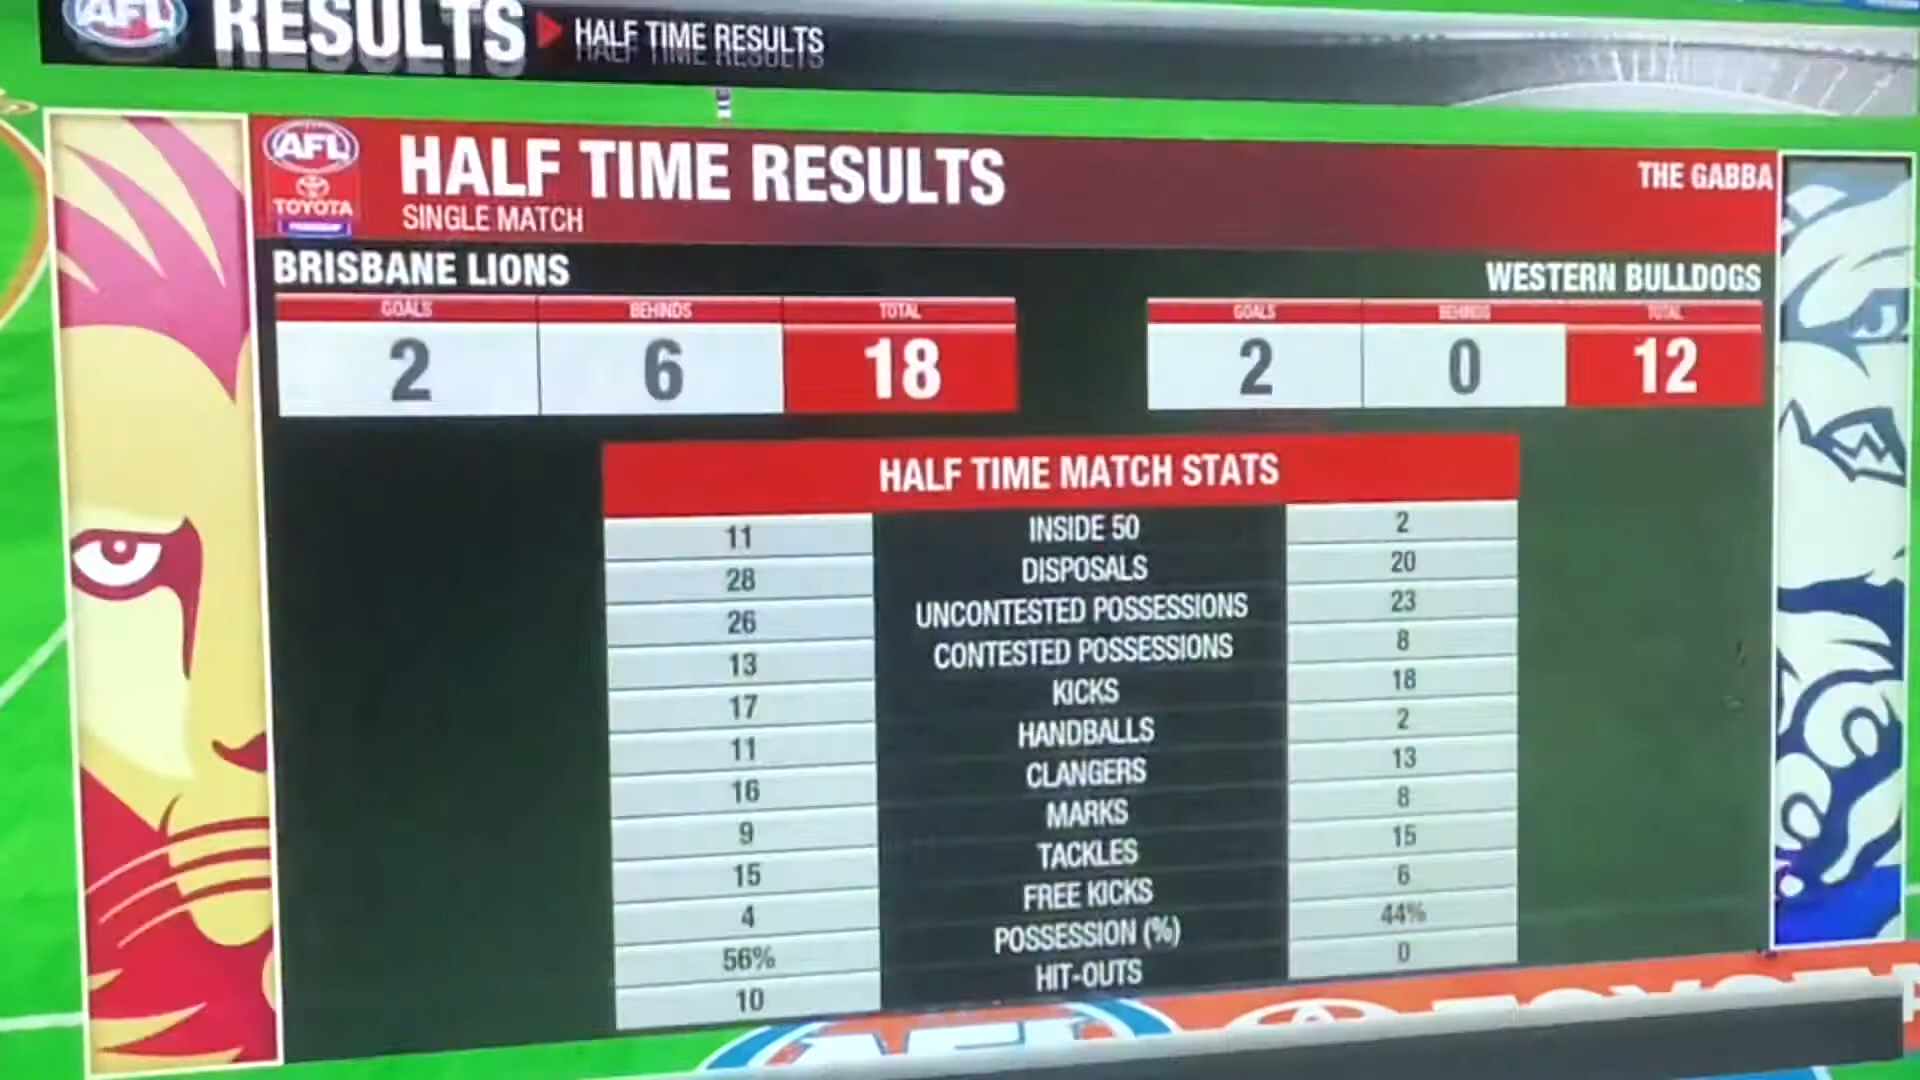 AFL RESULTS HALF TIME RESULTS
AFL
TOYOTA
HALF TIME RESULTS
SINGLE MATCH
THE GABBA
BRISBANE LIONS
WESTERN BULLDOGS
GOALS BEHINDS TOTAL
GOALS BEHINDS TOTAL
2 6 18
2 0 12
HALF TIME MATCH STATS
11 INSIDE 50 2
28 DISPOSALS 20
26 UNCONTESTED POSSESSIONS 23
13 CONTESTED POSSESSIONS 8
17 KICKS 18
11 HANDBALLS 2
16 CLANGERS 13
9 MARKS 8
15 TACKLES 15
4 FREE KICKS 6
56% POSSESSION (%) 44%
10 HIT-OUTS 0